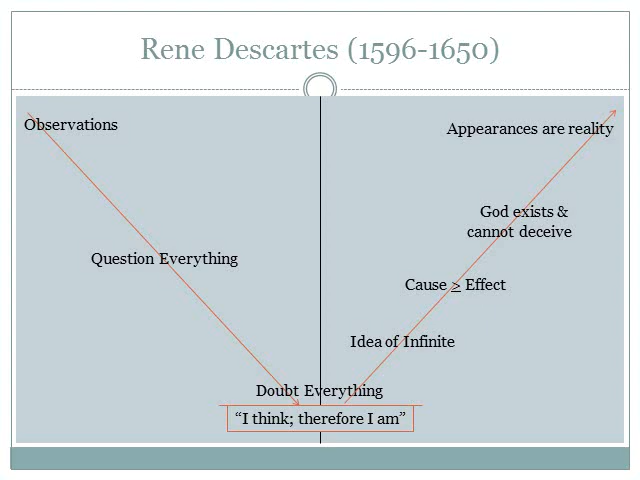 Rene Descartes (1596-1650)
Observations
Question Everything
Doubt Everything
“I think; therefore I am”
Idea of Infinite
Cause ≥ Effect
God exists &
cannot deceive
Appearances are reality